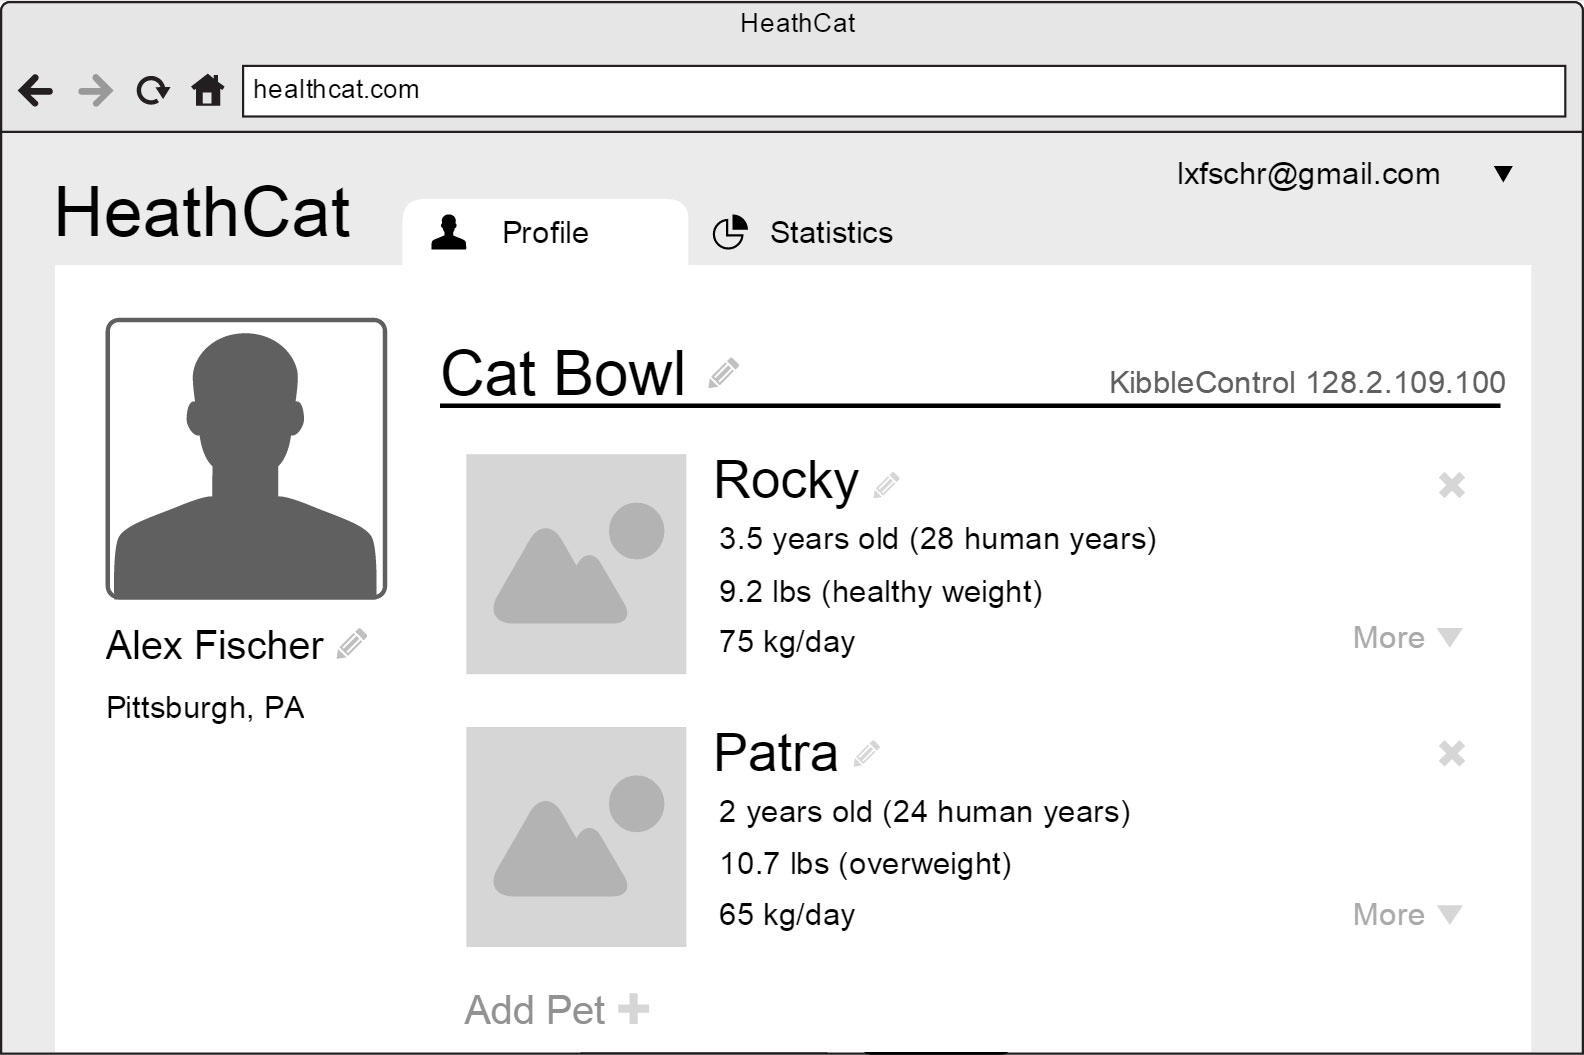 HeathCat
healthcat.com
lxfschr@gmail.com
HeathCat
Profile
Statistics
Cat Bowl
KibbleControl 128.2.109.100
Rocky
3.5 years old (28 human years)
9.2 lbs (healthy weight)
75 kg/day
More
Alex Fischer
Pittsburgh, PA
Patra
2 years old (24 human years)
10.7 lbs (overweight)
65 kg/day
More
Add Pet